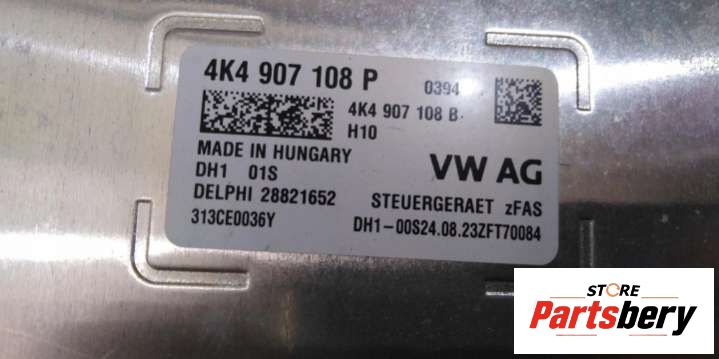 4K4 907 108 P 0394
4K4 907 108 B
H10
MADE IN HUNGARY
DH1 01S
VW AG
DELPHI 28821652
STEUERGERAET zFAS
313CE0036Y
DH1-00S24.08.23ZFT70084
STORE
Partsbery